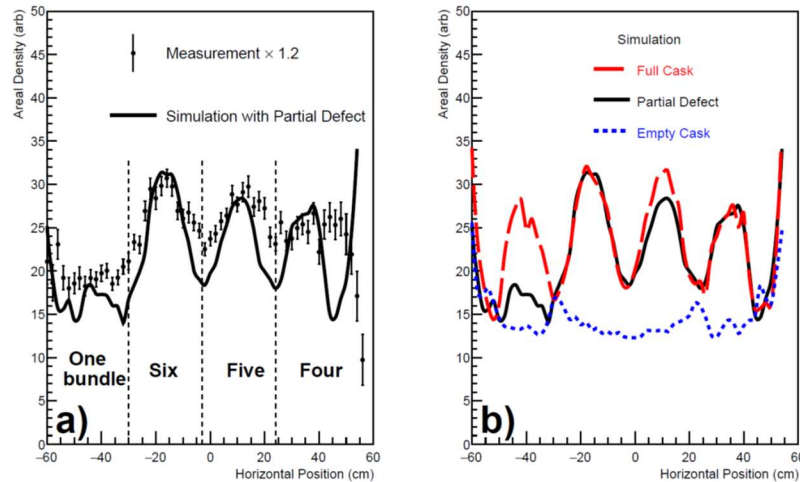 Areal Density (arb)
50
45
40
35
30
25
20
15
10
5
0
Measurement × 1.2
Simulation with Partial Defect
One
bundle
Six
Five
Four
a)
−60
−40
−20
0
20
40
60
Horizontal Position (cm)
Areal Density (arb)
50
45
40
35
30
25
20
15
10
5
0
Simulation
Full Cask
Partial Defect
Empty Cask
b)
−60
−40
−20
0
20
40
60
Horizontal Position (cm)